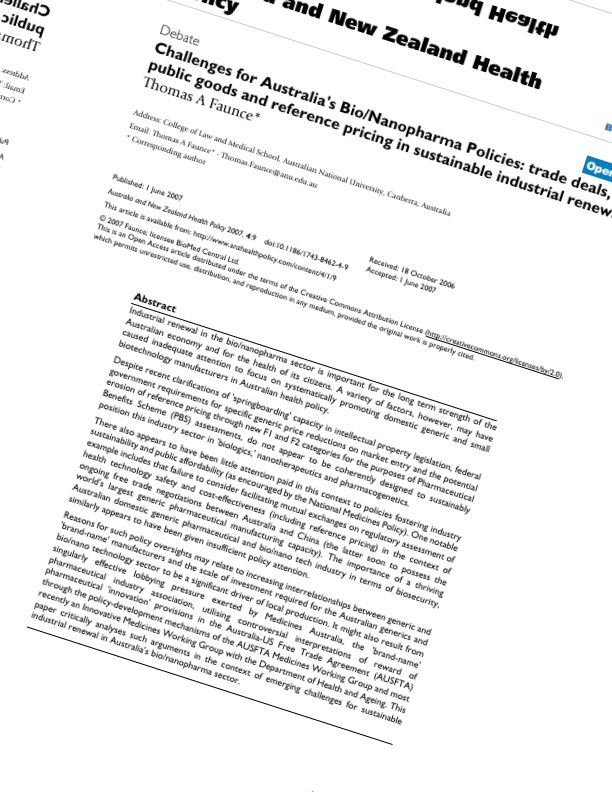 and New Zealand Health
Debate
Challenges for Australia's Bio/Nanopharma Policies: trade deals,
public goods and reference pricing in sustainable industrial renew
Thomas A Faunce*
Address: College of Law and Medical School, Australian National University, Canberra, Australia
Email: Thomas A Faunce* - Thomas.Faunce@anu.edu.au
* Corresponding author
Published: 1 June 2007
Received: 18 October 2006
Accepted: 1 June 2007
Australia and New Zealand Health Policy 2007, 4:9 doi:10.1186/1743-8462-4-9
This article is available from: http://www.anzhealthpolicy.com/content/4/1/9
© 2007 Faunce; licensee BioMed Central Ltd.
This is an Open Access article distributed under the terms of the Creative Commons Attribution License (http://creativecommons.org/licenses/by/2.0),
which permits unrestricted use, distribution, and reproduction in any medium, provided the original work is properly cited.
Abstract
Industrial renewal in the bio/nanopharma sector is important for the long term strength of the
Australian economy and for the health of its citizens. A variety of factors, however, may have
caused inadequate attention to focus on systematically promoting domestic generic and small
biotechnology manufacturers in Australian health policy.
Despite recent clarifications of 'springboarding' capacity in intellectual property legislation, federal
government requirements for specific generic price reductions on market entry and the potential
erosion of reference pricing through new F1 and F2 categories for the purposes of Pharmaceutical
Benefits Scheme (PBS) assessments, do not appear to be coherently designed to sustainably
position this industry sector in 'biologics,' nanotherapeutics and pharmacogenetics.
There also appears to have been little attention paid in this context to policies fostering industry
sustainability and public affordability (as encouraged by the National Medicines Policy). One notable
example includes that failure to consider facilitating mutual exchanges on regulatory assessment of
health technology safety and cost-effectiveness (including reference pricing) in the context of
ongoing free trade negotiations between Australia and China (the latter soon to possess the
world's largest generic pharmaceutical manufacturing capacity). The importance of a thriving
Australian domestic generic pharmaceutical and bio/nano tech industry in terms of biosecurity,
similarly appears to have been given insufficient policy attention.
Reasons for such policy oversights may relate to increasing interrelationships between generic and
'brand-name' manufacturers and the scale of investment required for the Australian generics and
bio/nano technology sector to be a significant driver of local production. It might also result from
singularly effective lobbying pressure exerted by Medicines Australia, the 'brand-name'
pharmaceutical industry association, utilising controversial interpretations of reward of
pharmaceutical 'innovation' provisions in the Australia-US Free Trade Agreement (AUSFTA)
through the policy-development mechanisms of the AUSFTA Medicines Working Group and most
recently an Innovative Medicines Working Group with the Department of Health and Ageing. This
paper critically analyses such arguments in the context of emerging challenges for sustainable
industrial renewal in Australia's bio/nanopharma sector.